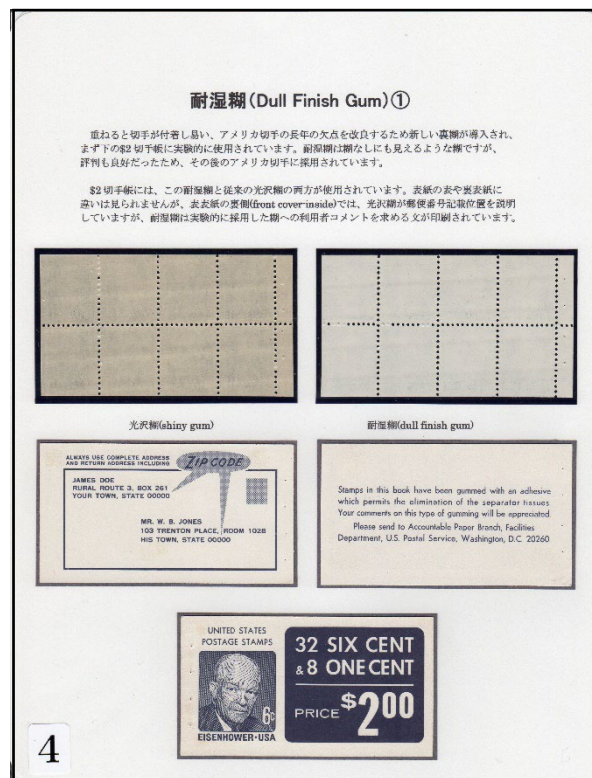 耐湿糊(Dull Finish Gum)①
重ねると切手が付着し易い、アメリカ切手の長年の欠点を改良するため新しい裏糊が導入され、
まず下の$2切手帳に実験的に使用されています。耐湿糊は糊なしにも見えるような糊ですが、
評判も良好だったため、その後のアメリカ切手に採用されています。
$2切手帳には、この耐湿糊と従来の光沢糊の両方が使用されています。表紙の表や裏表紙に
違いは見られませんが、表表紙の裏側(front cover-inside)では、光沢糊が郵便番号記載位置を説明
していますが、耐湿糊は実験的に採用した糊への利用者コメントを求める文が印刷されています。
光沢糊(shiny gum)
耐湿糊(dull finish gum)
ALWAYS USE COMPLETE ADDRESS
AND RETURN ADDRESS INCLUDING
ZIP CODE
JAMES DOE
RURAL ROUTE 3, BOX 261
YOUR TOWN, STATE 00000
MR. W. B. JONES
103 TRENTON PLACE, ROOM 102B
HIS TOWN, STATE 00000
Stamps in this book have been gummed with an adhesive
which permits the elimination of the separator tissues.
Your comments on this type of gumming will be appreciated.
Please send to Accountable Paper Branch, Facilities
Department, U.S. Postal Service, Washington, D.C. 20260
UNITED STATES
POSTAGE STAMPS
6c
EISENHOWER·USA
32 SIX CENT
& 8 ONE CENT
PRICE $2.00
4